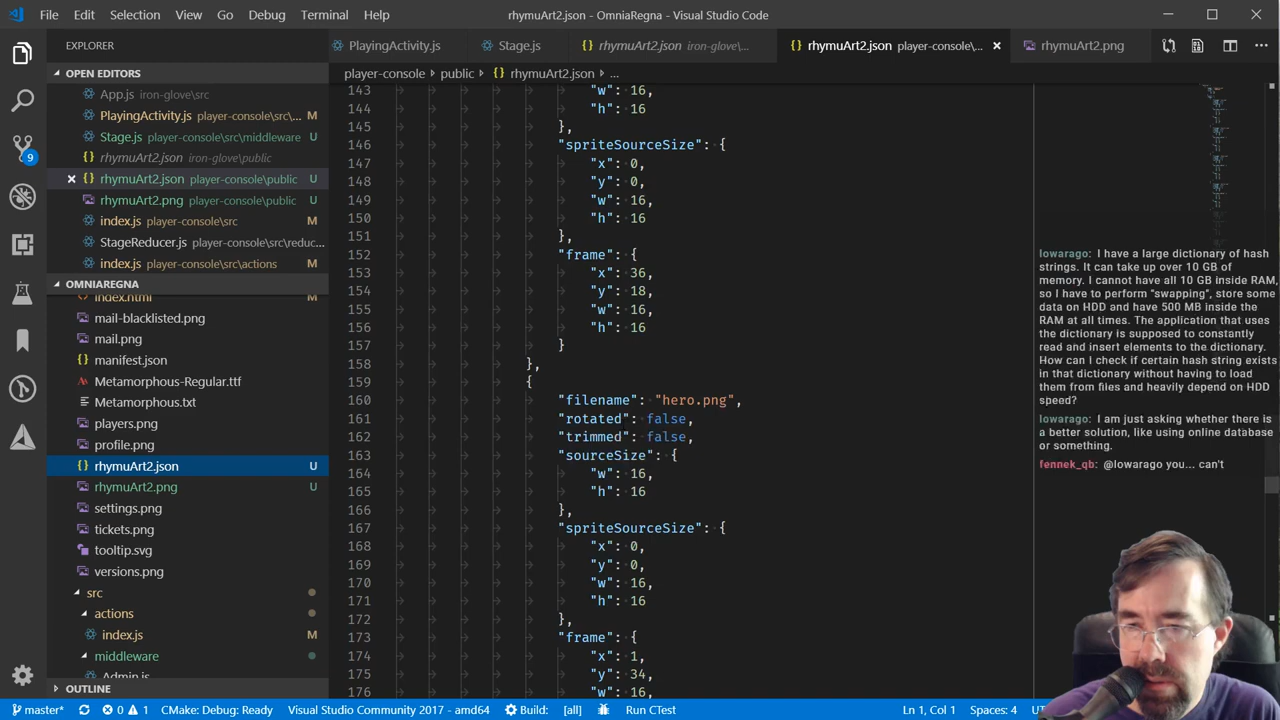 File Edit Selection View Go Debug Terminal Help
rhymuArt2.json - OmniaRegna - Visual Studio Code
EXPLORER
PlayingActivity.js
Stage.js
rhymuArt2.json iron-glove\...
rhymuArt2.json player-console\...
rhymuArt2.png
OPEN EDITORS
App.js iron-glove\src
PlayingActivity.js player-console\src\... M
Stage.js player-console\src\middleware U
rhymuArt2.json iron-glove\public
rhymuArt2.json player-console\public U
rhymuArt2.png player-console\public U
index.js player-console\src M
StageReducer.js player-console\src\reduc...
index.js player-console\src\actions M
OMNIAREGNA
index.html
mail-blacklisted.png
mail.png
manifest.json
Metamorphous-Regular.ttf
Metamorphous.txt
players.png
profile.png
rhymuArt2.json U
rhymuArt2.png U
settings.png
tickets.png
tooltip.svg
versions.png
src
actions
index.js M
middleware
Admin.js
OUTLINE
9
player-console > public > {} rhymuArt2.json > ...
143 "w": 16,
144 "h": 16
145 },
146 "spriteSourceSize": {
147 "x": 0,
148 "y": 0,
149 "w": 16,
150 "h": 16
151 },
152 "frame": {
153 "x": 36,
154 "y": 18,
155 "w": 16,
156 "h": 16
157 }
158 },
159 {
160 "filename": "hero.png",
161 "rotated": false,
162 "trimmed": false,
163 "sourceSize": {
164 "w": 16,
165 "h": 16
166 },
167 "spriteSourceSize": {
168 "x": 0,
169 "y": 0,
170 "w": 16,
171 "h": 16
172 },
173 "frame": {
174 "x": 1,
175 "y": 34,
176 "w": 16,
lowarago: I have a large dictionary of hash
strings. It can take up over 10 GB of
memory. I cannot have all 10 GB inside RAM,
so I have to perform "swapping", store some
data on HDD and have 500 MB inside the
RAM at all times. The application that uses
the dictionary is supposed to constantly
read and insert elements to the dictionary.
How can I check if certain hash string exists
in that dictionary without having to load
them from files and heavily depend on HDD
speed?
lowarago: I am just asking whether there is
a better solution, like using online database
or something.
fennek_qb: @lowarago you... can't
master* 0 1 CMake: Debug: Ready Visual Studio Community 2017 - amd64 Build: [all] Run CTest Ln 1, Col 1 Spaces: 4